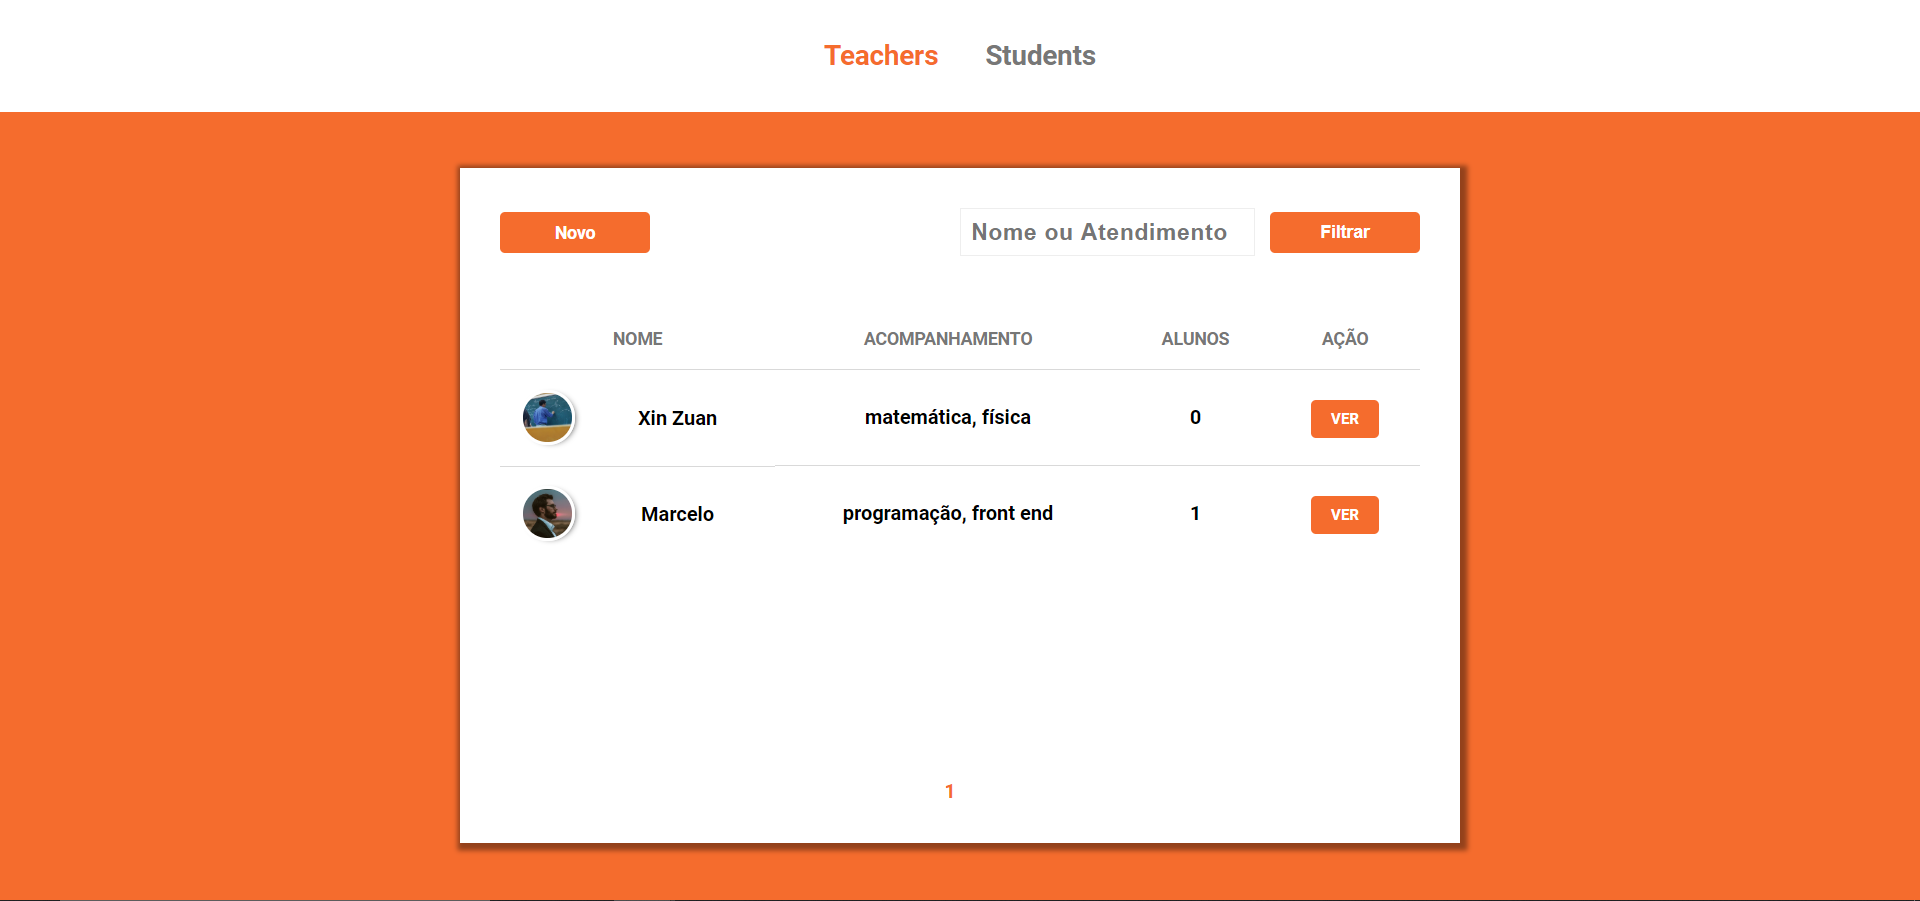 Teachers Students
Novo Nome ou Atendimento Filtrar
NOME ACOMPANHAMENTO ALUNOS AÇÃO
Xin Zuan matemática, física 0 VER
Marcelo programação, front end 1 VER
1